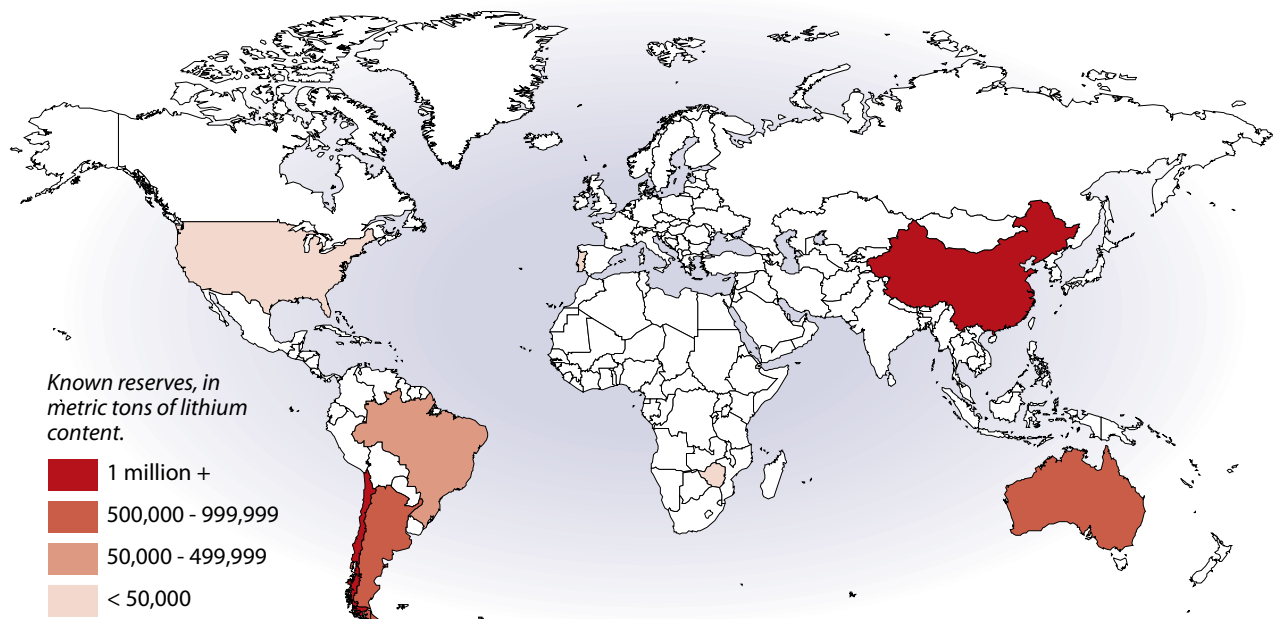 Known reserves, in
metric tons of lithium
content.
1 million +
500,000 - 999,999
50,000 - 499,999
< 50,000